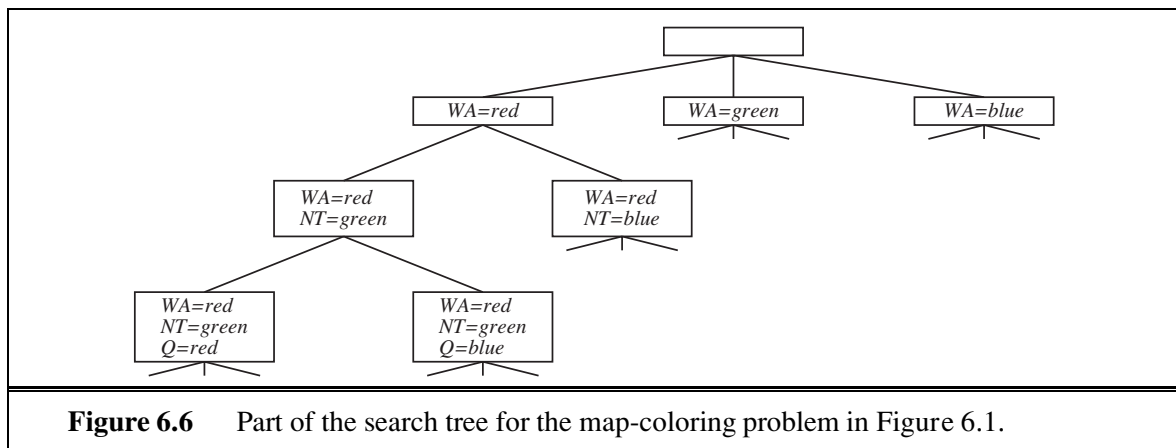 WA=red
WA=green
WA=blue
WA=red
NT=green
WA=red
NT=blue
WA=red
NT=green
Q=red
WA=red
NT=green
Q=blue
Figure 6.6 Part of the search tree for the map-coloring problem in Figure 6.1.